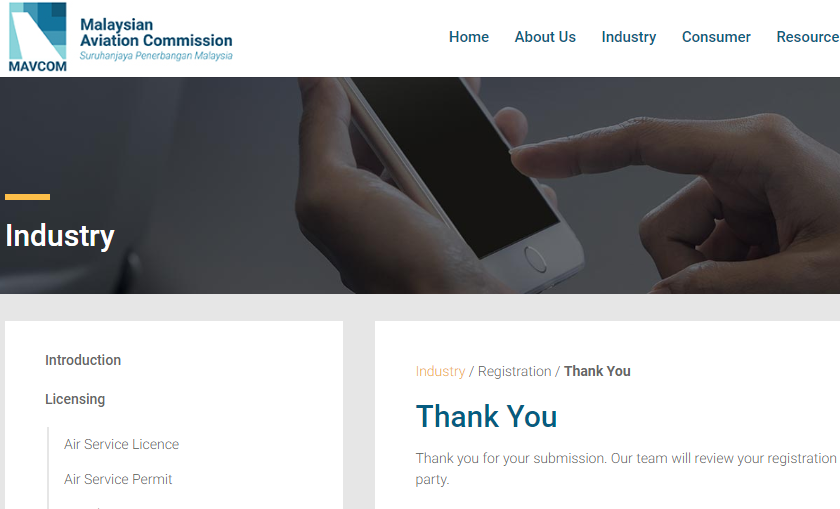 MAVCOM
Malaysian
Aviation Commission
Suruhanjaya Penerbangan Malaysia
Home About Us Industry Consumer Resource
Industry
Introduction
Licensing
Air Service Licence
Air Service Permit
Industry / Registration / Thank You
Thank You
Thank you for your submission. Our team will review your registration
party.